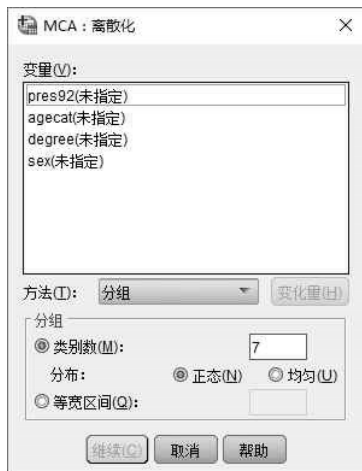 MCA：离散化
变量(V):
pres92(未指定)
agecat(未指定)
degree(未指定)
sex(未指定)
方法(T): 分组 变化量(H)
分组
类别数(M): 7
分布: 正态(N) 均匀(U)
等宽区间(Q):
继续(C) 取消 帮助